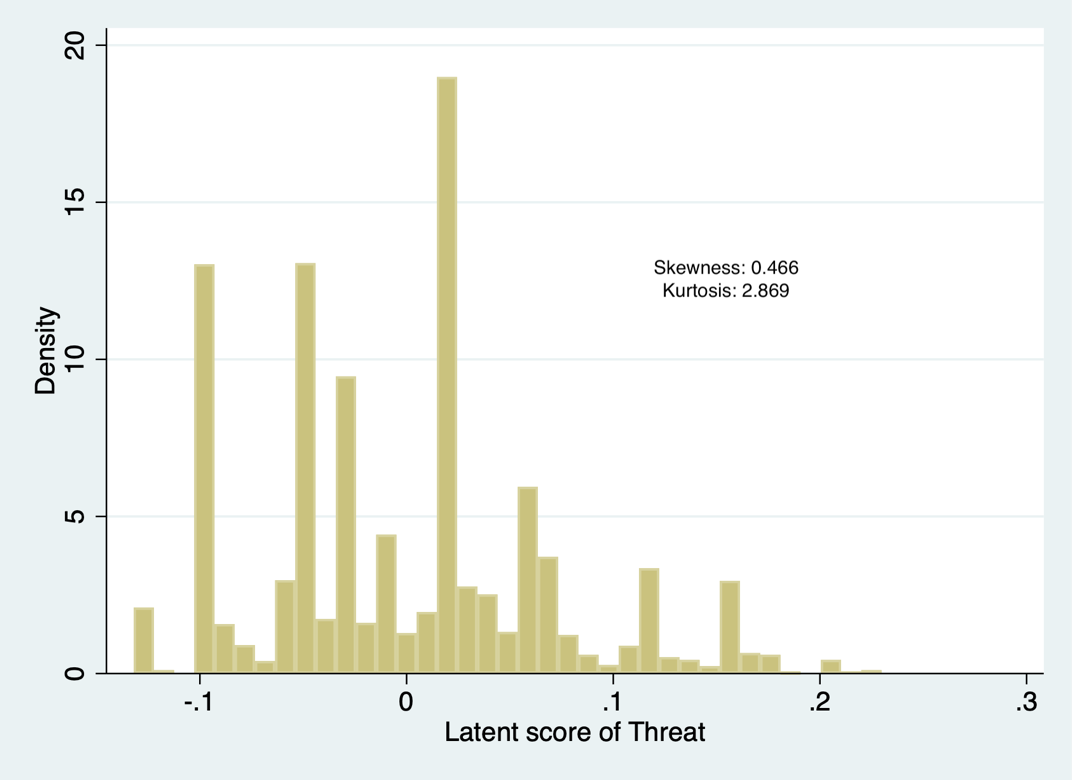 20
15
10
5
0
Density
Skewness: 0.466
Kurtosis: 2.869
-.1 0 .1 .2 .3
Latent score of Threat